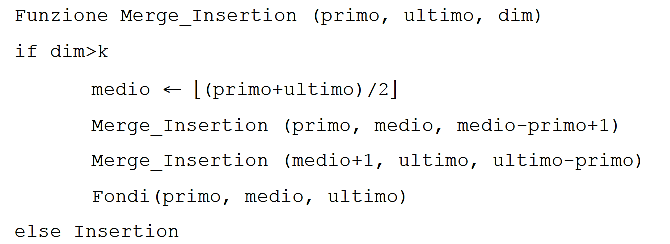 Funzione Merge_Insertion (primo, ultimo, dim)
if dim>k
medio ← ⌊(primo+ultimo)/2⌋
Merge_Insertion (primo, medio, medio-primo+1)
Merge_Insertion (medio+1, ultimo, ultimo-primo)
Fondi(primo, medio, ultimo)
else Insertion